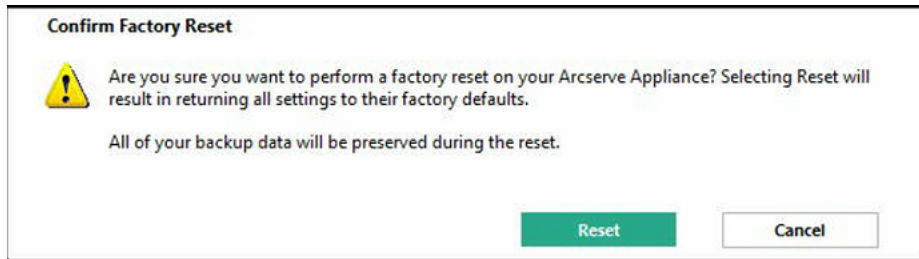 Confirm Factory Reset
Are you sure you want to perform a factory reset on your Arcserve Appliance? Selecting Reset will
result in returning all settings to their factory defaults.
All of your backup data will be preserved during the reset.
Reset
Cancel